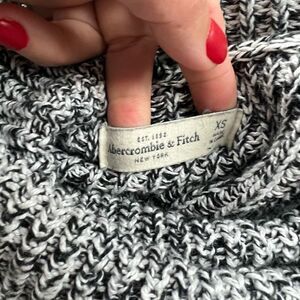 EST. 1892
Abercrombie & Fitch
NEW YORK
XS